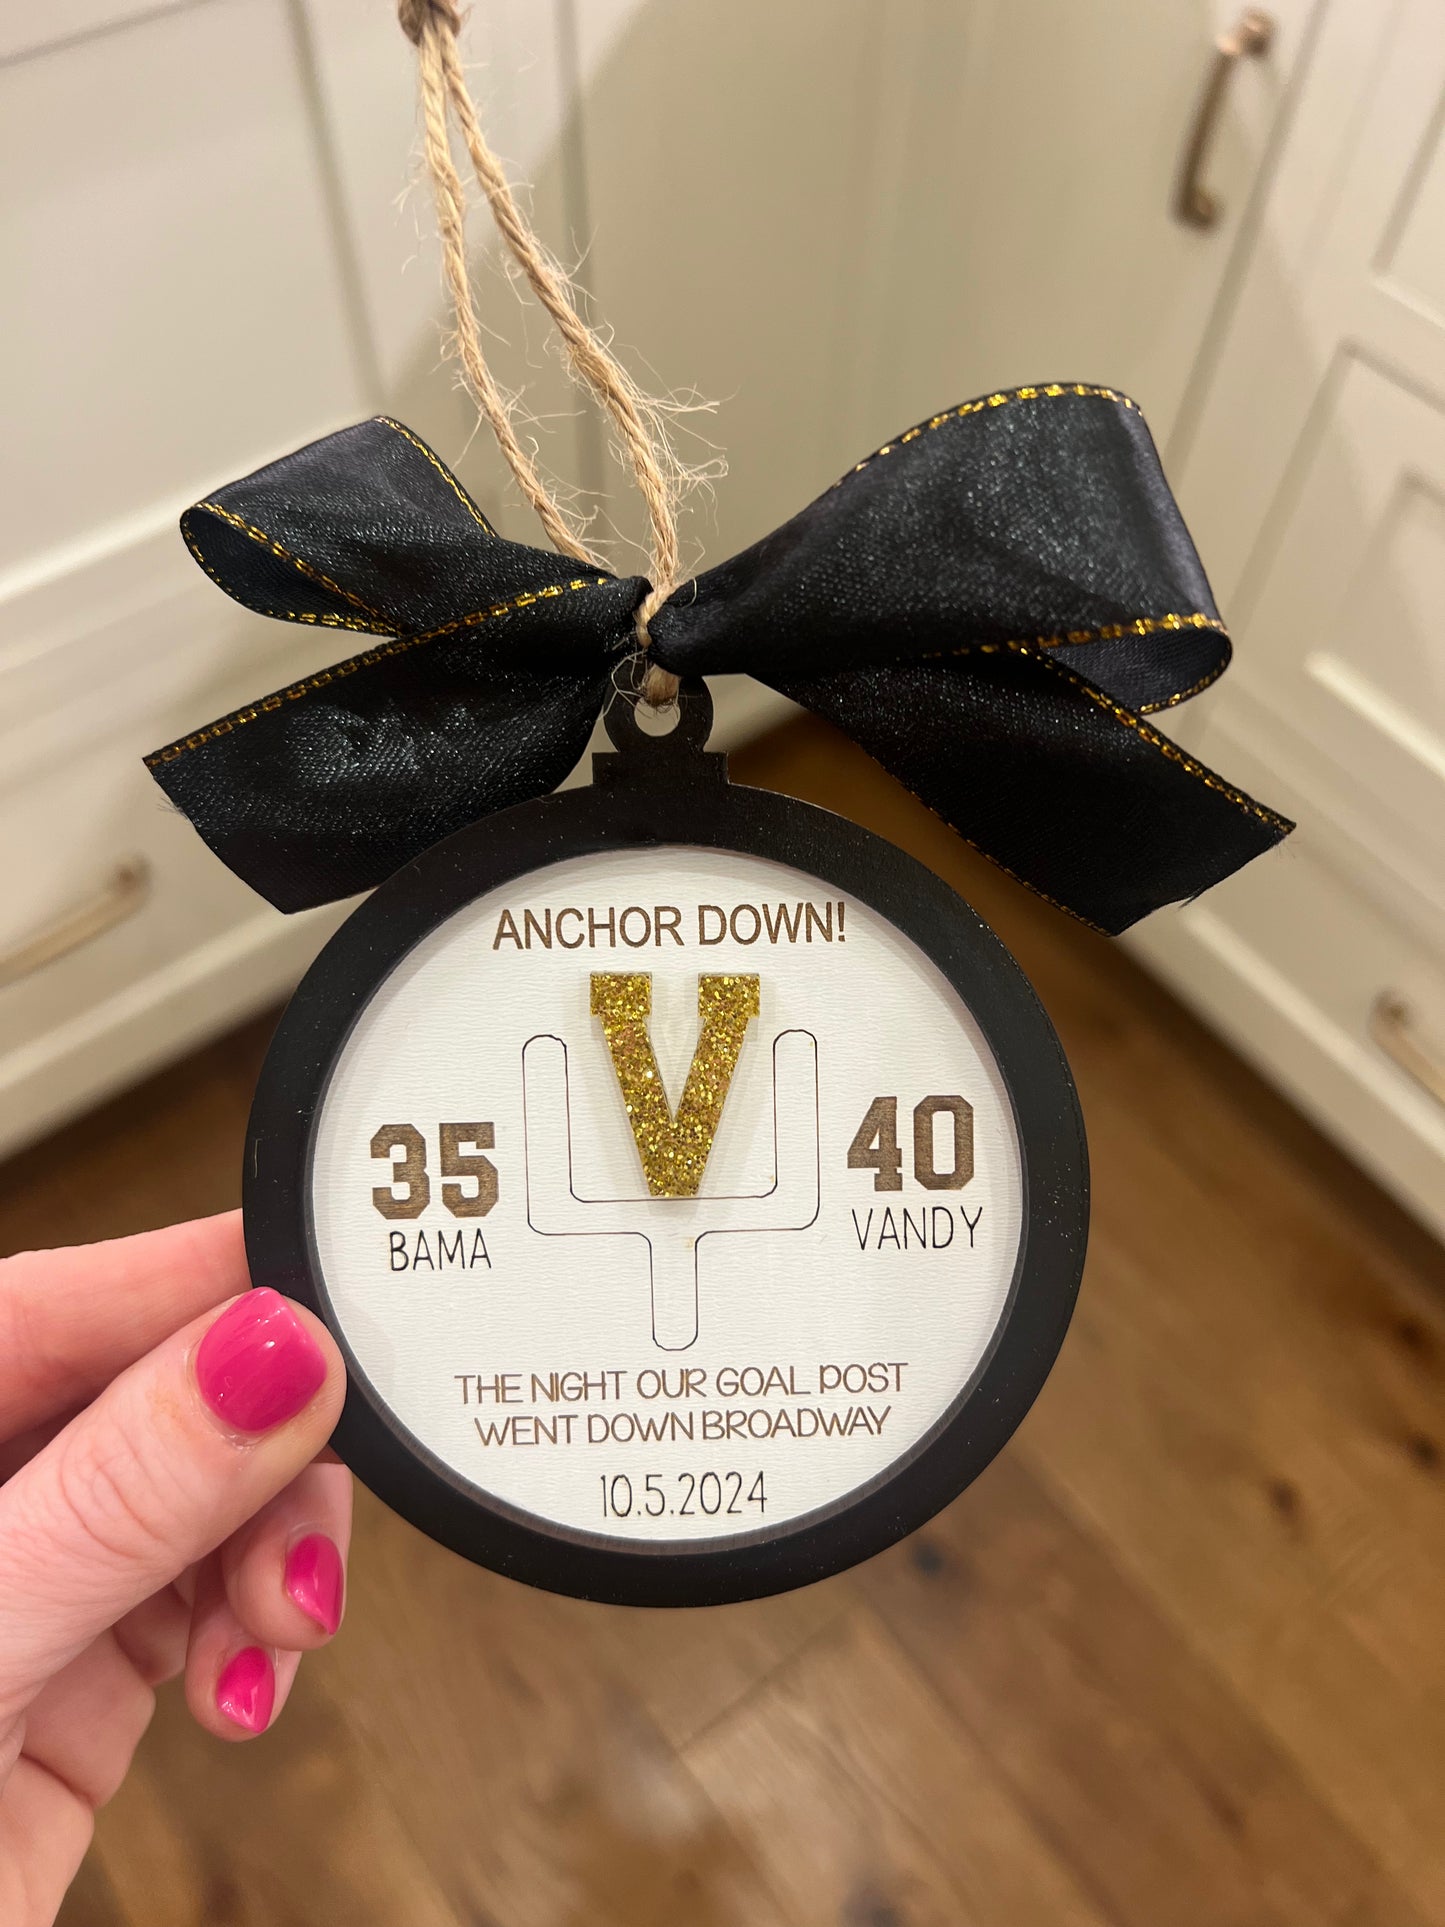 ANCHOR DOWN!
V
35
BAMA
40
VANDY
THE NIGHT OUR GOAL POST
WENT DOWN BROADWAY
10.5.2024